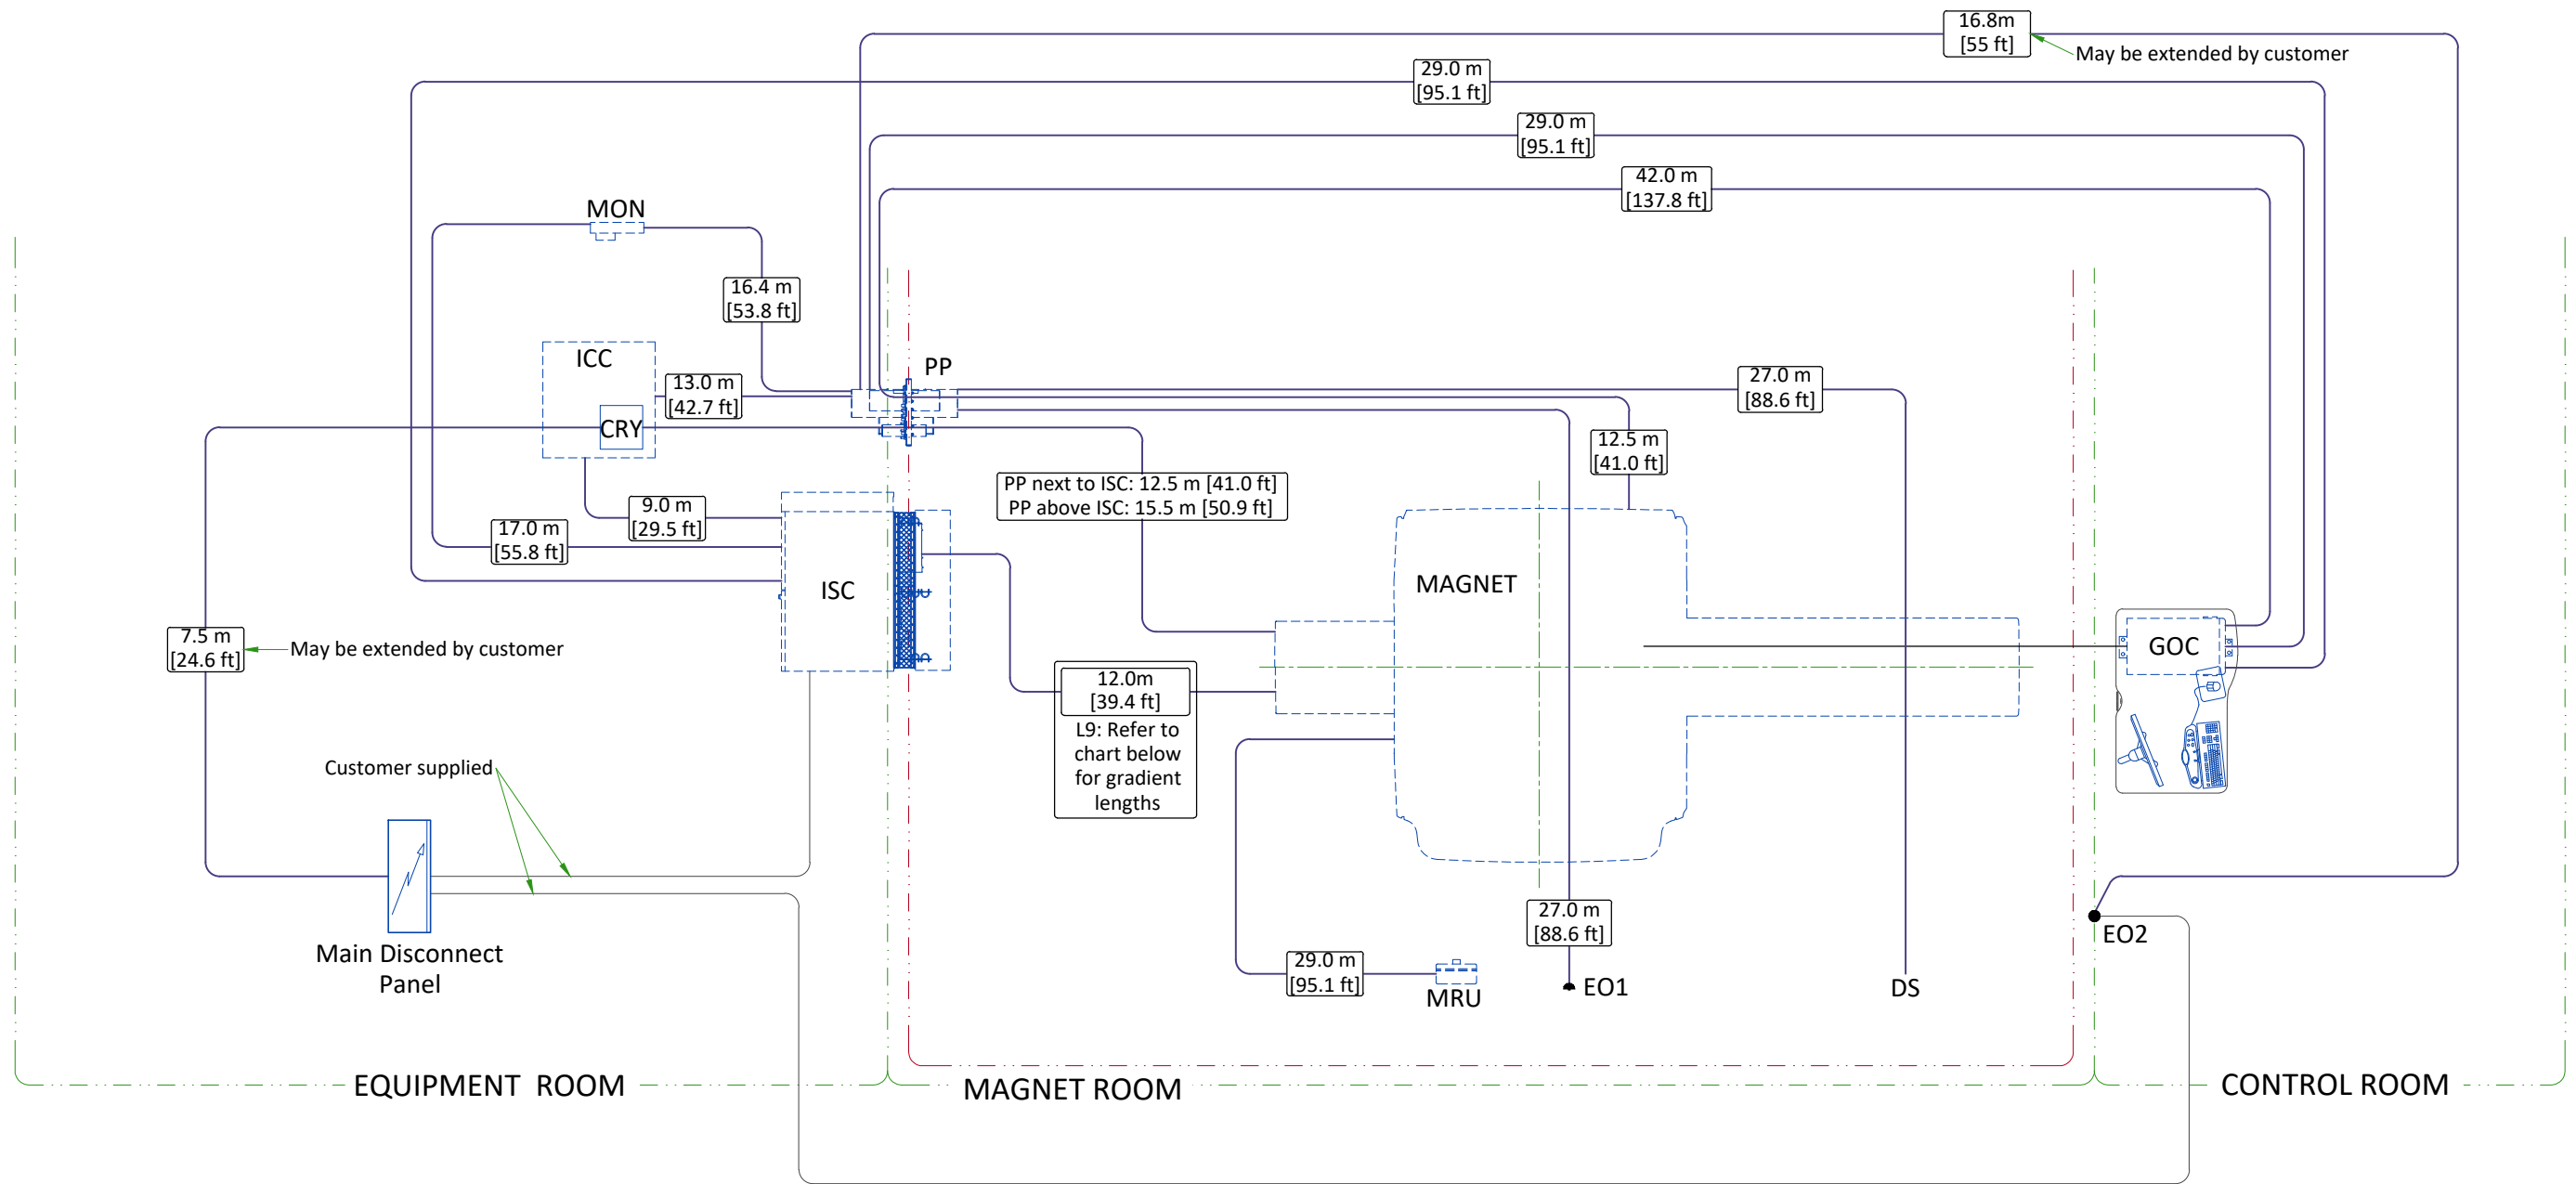 16.8m
[55 ft]
May be extended by customer
29.0 m
[95.1 ft]
29.0 m
[95.1 ft]
42.0 m
[137.8 ft]
MON
16.4 m
[53.8 ft]
ICC
PP
13.0 m
[42.7 ft]
27.0 m
[88.6 ft]
CRY
12.5 m
[41.0 ft]
PP next to ISC: 12.5 m [41.0 ft]
PP above ISC: 15.5 m [50.9 ft]
9.0 m
[29.5 ft]
17.0 m
[55.8 ft]
ISC
MAGNET
7.5 m
[24.6 ft]
May be extended by customer
GOC
12.0m
[39.4 ft]
L9: Refer to
chart below
for gradient
lengths
Customer supplied
Main Disconnect
Panel
27.0 m
[88.6 ft]
EO2
29.0 m
[95.1 ft]
MRU
EO1
DS
EQUIPMENT  ROOM
MAGNET ROOM
CONTROL ROOM